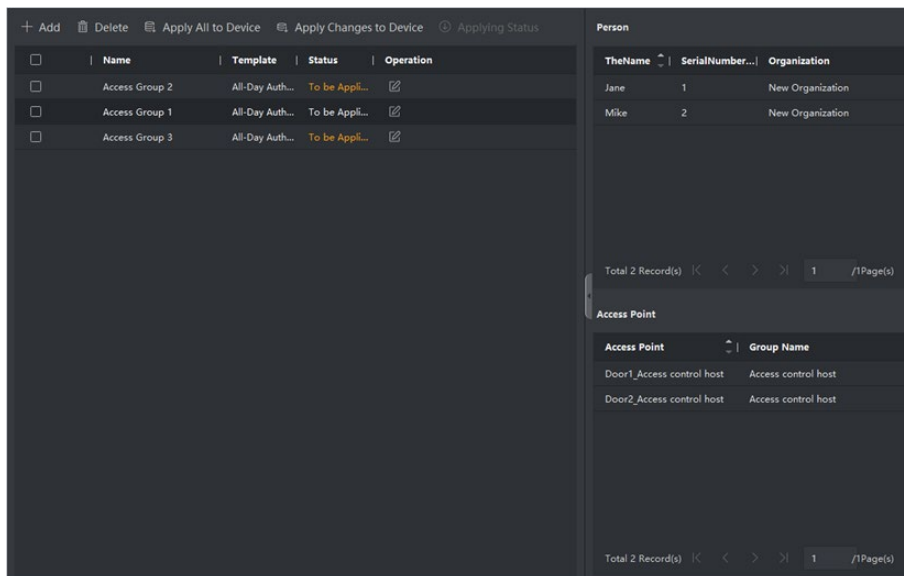 Add Delete Apply All to Device Apply Changes to Device Applying Status
Name Template Status Operation
Access Group 2 All-Day Auth... To be Appli...
Access Group 1 All-Day Auth... To be Appli...
Access Group 3 All-Day Auth... To be Appli...
Person
TheName SerialNumber... Organization
Jane 1 New Organization
Mike 2 New Organization
Total 2 Record(s) 1 /1Page(s)
Access Point
Access Point Group Name
Door1_Access control host Access control host
Door2_Access control host Access control host
Total 2 Record(s) 1 /1Page(s)